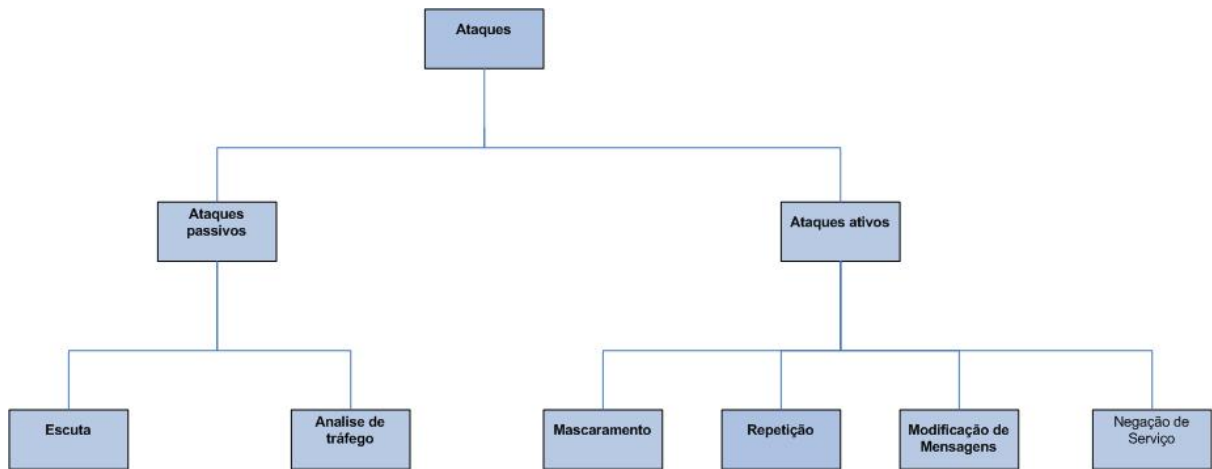 Ataques
Ataques
passivos
Ataques ativos
Escuta
Analise de
tráfego
Mascaramento
Repetição
Modificação de
Mensagens
Negação de
Serviço